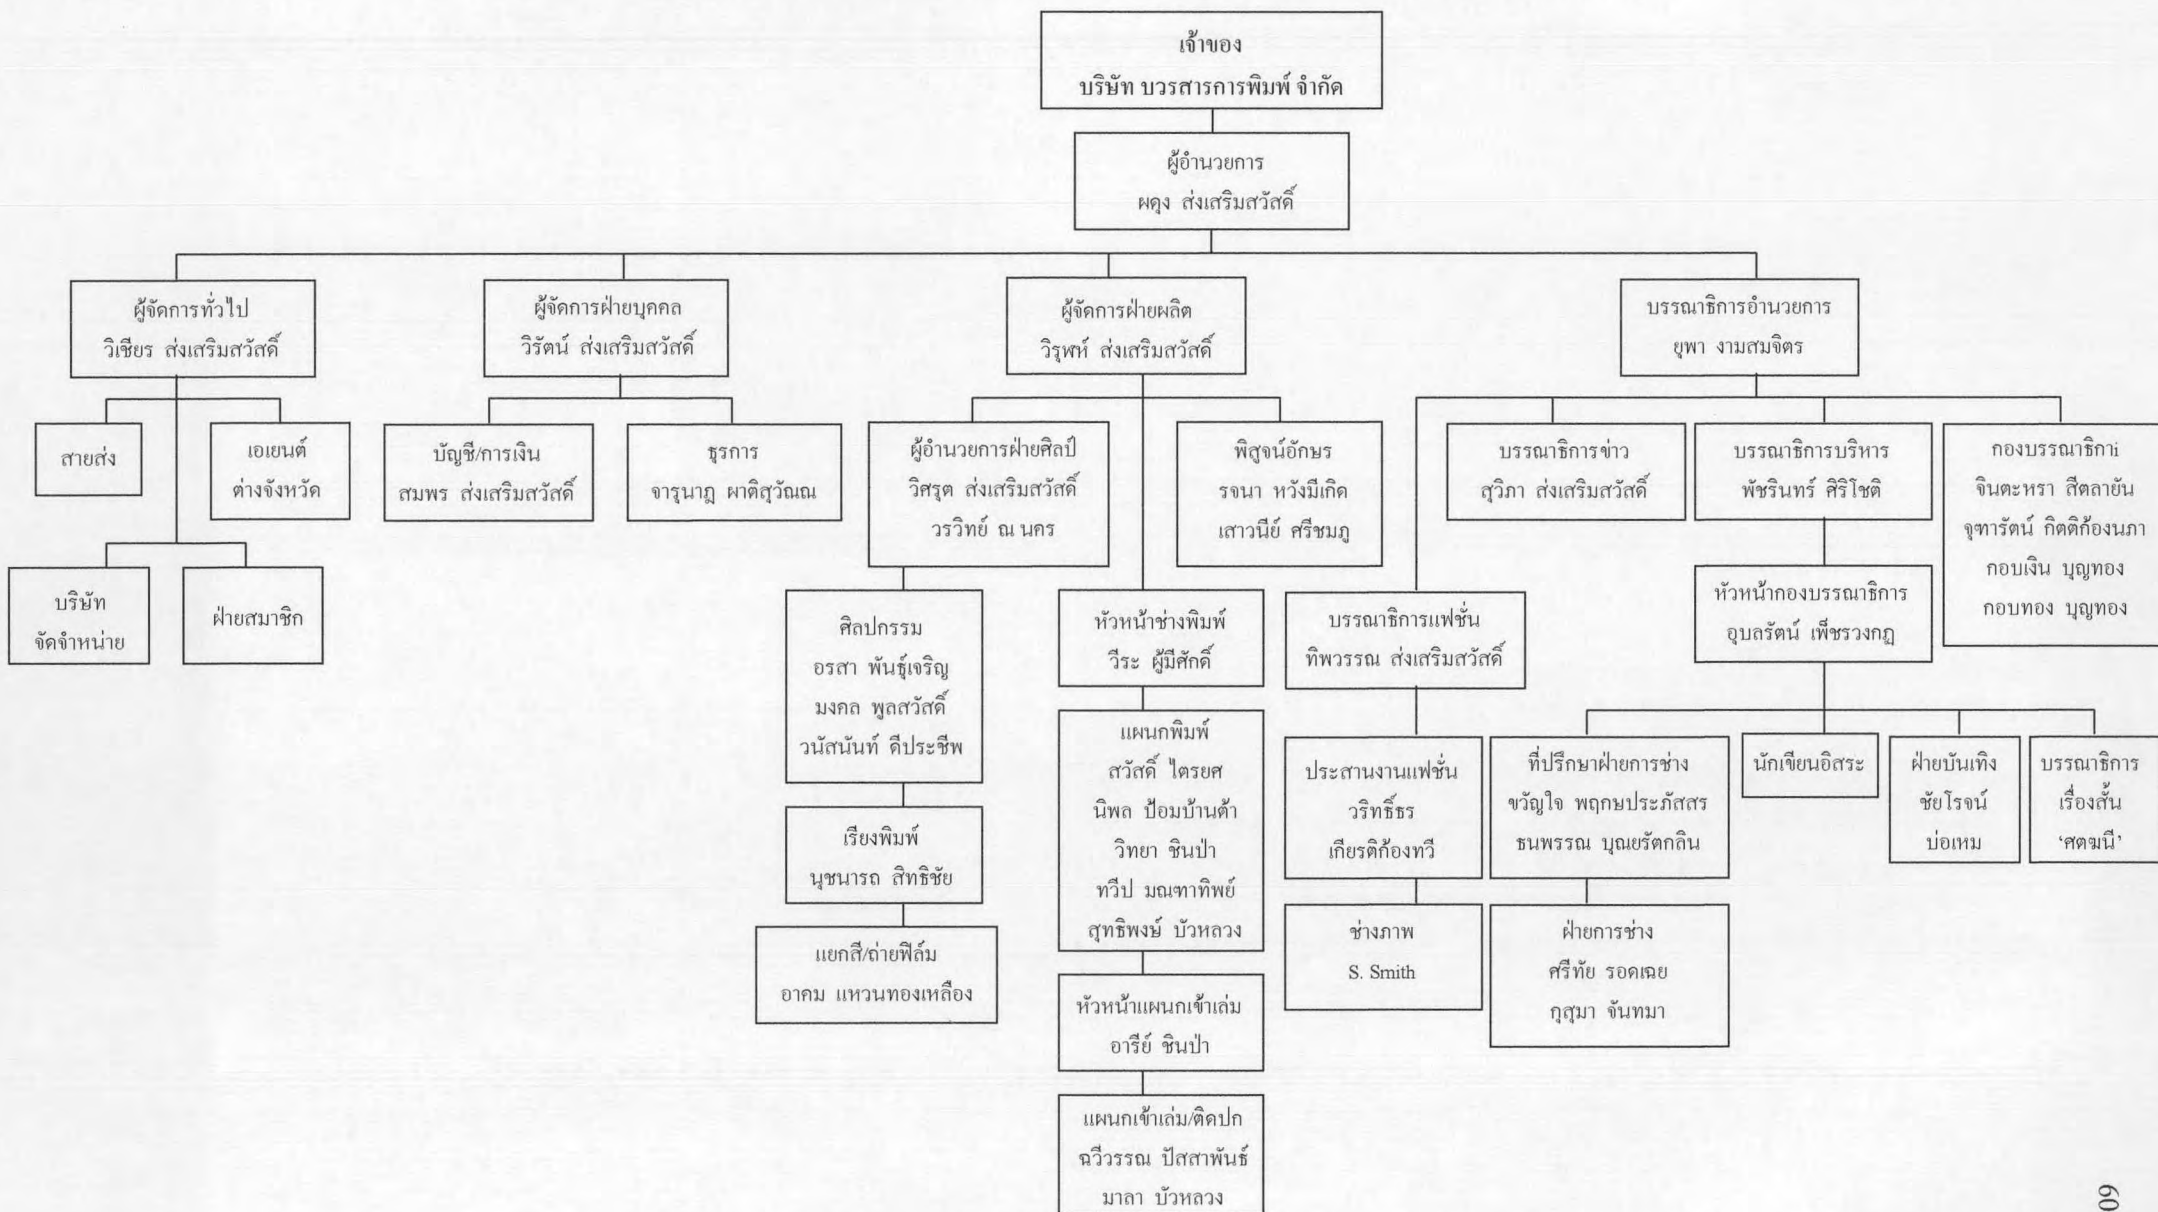 เจ้าของ
บริษัท บวรสารการพิมพ์ จำกัด
ผู้อำนวยการ
ผดุง ส่งเสริมสวัสดิ์
ผู้จัดการทั่วไป
วิเชียร ส่งเสริมสวัสดิ์
ผู้จัดการฝ่ายบุคคล
วิรัตน์ ส่งเสริมสวัสดิ์
ผู้จัดการฝ่ายผลิต
วิรุฬห์ ส่งเสริมสวัสดิ์
บรรณาธิการอำนวยการ
ยุพา งามสมจิตร
สายส่ง
เอเยนต์
ต่างจังหวัด
บริษัท
จัดจำหน่าย
ฝ่ายสมาชิก
บัญชี/การเงิน
สมพร ส่งเสริมสวัสดิ์
ธุรการ
จารุนาฎ ผาติสุวัณณ
ผู้อำนวยการฝ่ายศิลป์
วิศรุต ส่งเสริมสวัสดิ์
วรวิทย์ ณ นคร
พิสูจน์อักษร
รจนา หวังมีเกิด
เสาวนีย์ ศรีชมภู
ศิลปกรรม
อรสา พันธุ์เจริญ
มงคล พูลสวัสดิ์
วนัสนันท์ ดีประชีพ
เรียงพิมพ์
นุชนารถ สิทธิชัย
แยกสี/ถ่ายฟิล์ม
อาคม แหวนทองเหลือง
หัวหน้าช่างพิมพ์
วีระ ผู้มีศักดิ์
แผนกพิมพ์
สวัสดิ์ ไตรยศ
นิพล ป้อมบ้านต้า
วิทยา ชินป่า
ทวีป มณฑาทิพย์
สุทธิพงษ์ บัวหลวง
หัวหน้าแผนกเข้าเล่ม
อารีย์ ชินป่า
แผนกเข้าเล่ม/ติดปก
ฉวีวรรณ ปัสสาพันธ์
มาลา บัวหลวง
บรรณาธิการข่าว
สุวิภา ส่งเสริมสวัสดิ์
บรรณาธิการบริหาร
พัชรินทร์ ศิริโชติ
กองบรรณาธิกา
จินตะหรา สีตลายัน
จุฑารัตน์ กิตติก้องนภา
กอบเงิน บุญทอง
กอบทอง บุญทอง
บรรณาธิการแฟชั่น
ทิพวรรณ ส่งเสริมสวัสดิ์
หัวหน้ากองบรรณาธิการ
อุบลรัตน์ เพ็ชรวงกฏ
ประสานงานแฟชั่น
วริทธิ์ธร
เกียรติก้องทวี
ช่างภาพ
S. Smith
ที่ปรึกษาฝ่ายการช่าง
ขวัญใจ พฤกษประภัสสร
ธนพรรณ บุณยรัตกลิน
ฝ่ายการช่าง
ศรีทัย รอดเฉย
กุสุมา จันทมา
นักเขียนอิสระ
ฝ่ายบันเทิง
ชัยโรจน์
บ่อเหม
บรรณาธิการ
เรื่องสั้น
‘ศตฆนี’
60